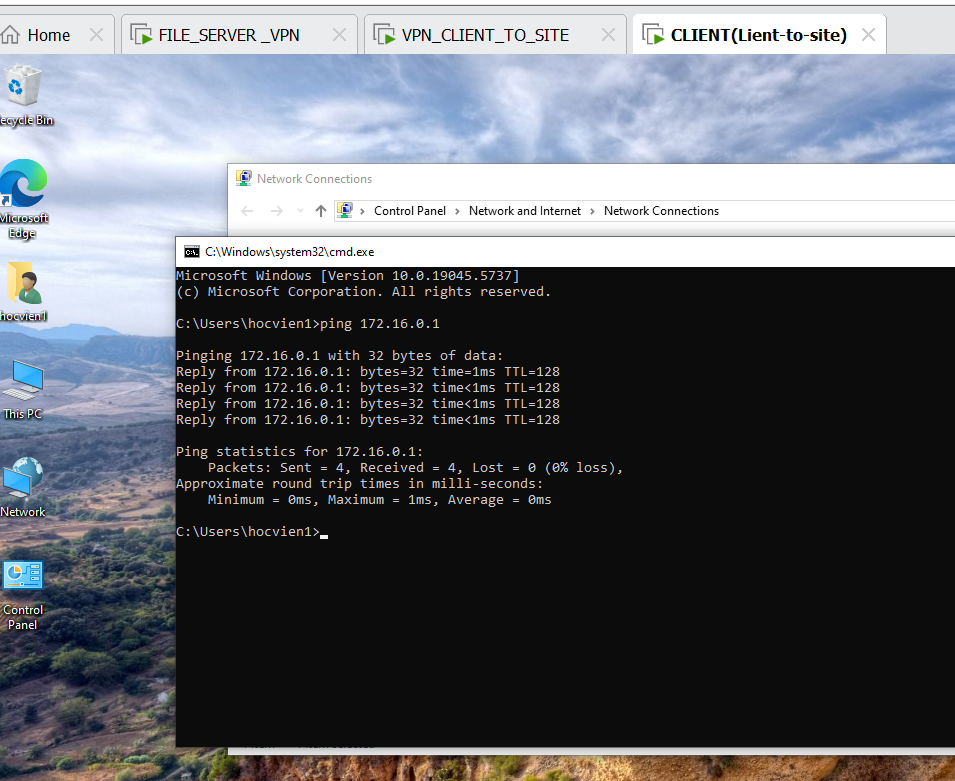 Home
FILE_SERVER _VPN
VPN_CLIENT_TO_SITE
CLIENT(Lient-to-site)
ecycle Bin
Microsoft
Edge
hocvien1
This PC
Network
Control
Panel
Network Connections
Control Panel › Network and Internet › Network Connections
C:\Windows\system32\cmd.exe
Microsoft Windows [Version 10.0.19045.5737]
(c) Microsoft Corporation. All rights reserved.
C:\Users\hocvien1>ping 172.16.0.1
Pinging 172.16.0.1 with 32 bytes of data:
Reply from 172.16.0.1: bytes=32 time=1ms TTL=128
Reply from 172.16.0.1: bytes=32 time<1ms TTL=128
Reply from 172.16.0.1: bytes=32 time<1ms TTL=128
Reply from 172.16.0.1: bytes=32 time<1ms TTL=128
Ping statistics for 172.16.0.1:
Packets: Sent = 4, Received = 4, Lost = 0 (0% loss),
Approximate round trip times in milli-seconds:
Minimum = 0ms, Maximum = 1ms, Average = 0ms
C:\Users\hocvien1>